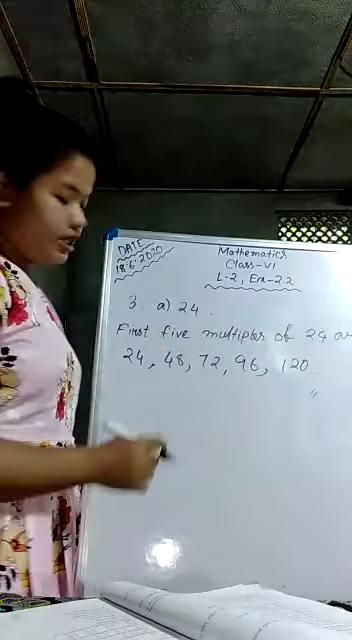 DATE
18.6.2020
Mathematics
Class-VI
L-2, Ex-2.2
3. a) 24.
First five multiples of 24
24, 48, 72, 96, 120.